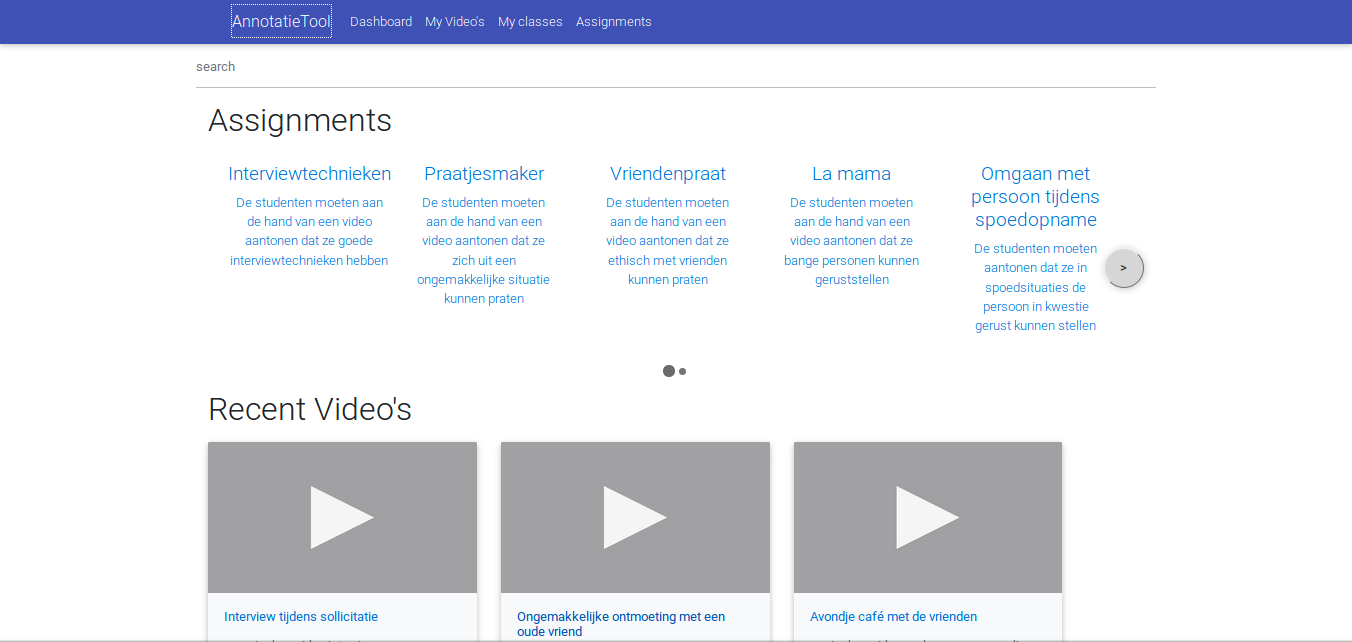 AnnotatieTool Dashboard My Video's My classes Assignments
search
Assignments
Interviewtechnieken
De studenten moeten aan
de hand van een video
aantonen dat ze goede
interviewtechnieken hebben
Praatjesmaker
De studenten moeten
aan de hand van een
video aantonen dat ze
zich uit een
ongemakkelijke situatie
kunnen praten
Vriendenpraat
De studenten moeten
aan de hand van een
video aantonen dat ze
ethisch met vrienden
kunnen praten
La mama
De studenten moeten
aan de hand van een
video aantonen dat ze
bange personen kunnen
geruststellen
Omgaan met
persoon tijdens
spoedopname
De studenten moeten
aantonen dat ze in
spoedsituaties de
persoon in kwestie
gerust kunnen stellen
>
Recent Video's
Interview tijdens sollicitatie
Ongemakkelijke ontmoeting met een
oude vriend
Avondje café met de vrienden